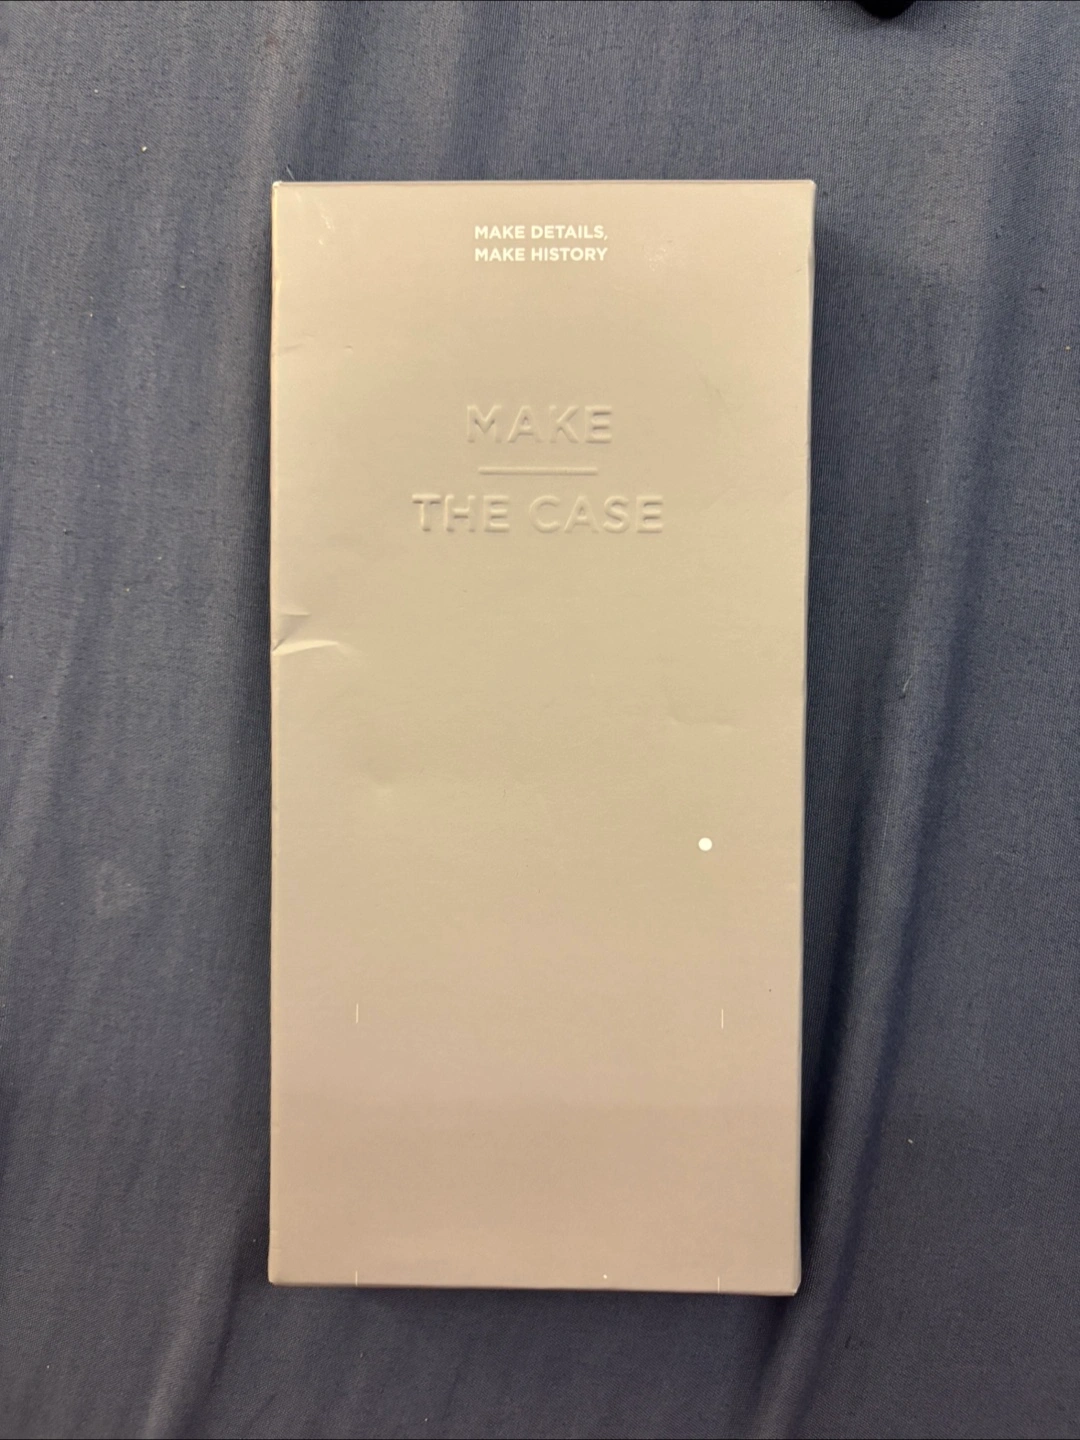 MAKE DETAILS,
MAKE HISTORY
MAKE
THE CASE